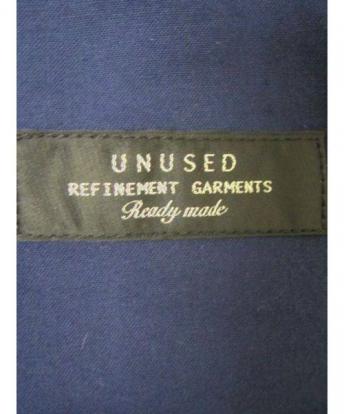 UNUSED
REFINEMENT GARMENTS
Ready made